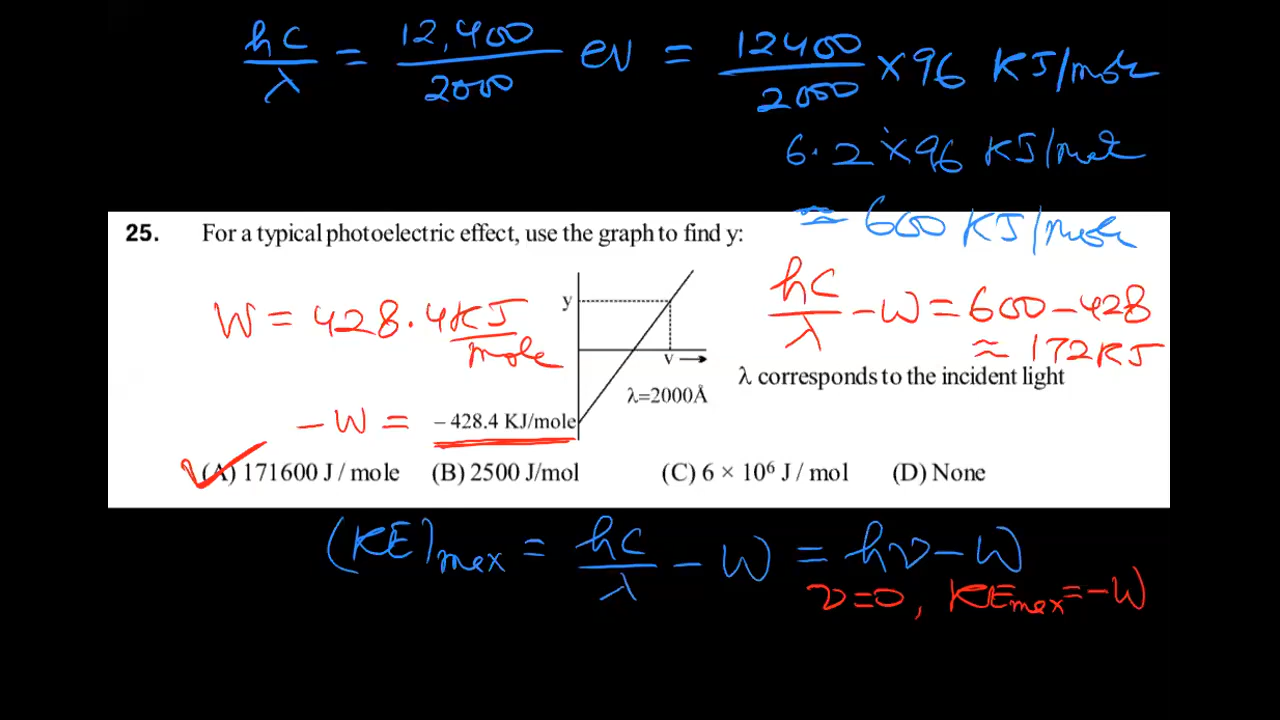 hc/λ = 12,400/2000 eV = 12400/2000 × 96 KJ/mole
6.2 × 96 KJ/mole
≈ 600 KJ/mole
25. For a typical photoelectric effect, use the graph to find y:
W = 428.4 KJ/mole
y
hc/λ - W = 600 - 428
≈ 172 KJ
ν →
λ corresponds to the incident light
λ=2000Å
-W = – 428.4 KJ/mole
(A) 171600 J / mole (B) 2500 J/mol (C) 6 × 10⁶ J / mol (D) None
(KE)max = hc/λ - W = hν - W
ν=0, KEmax = -W